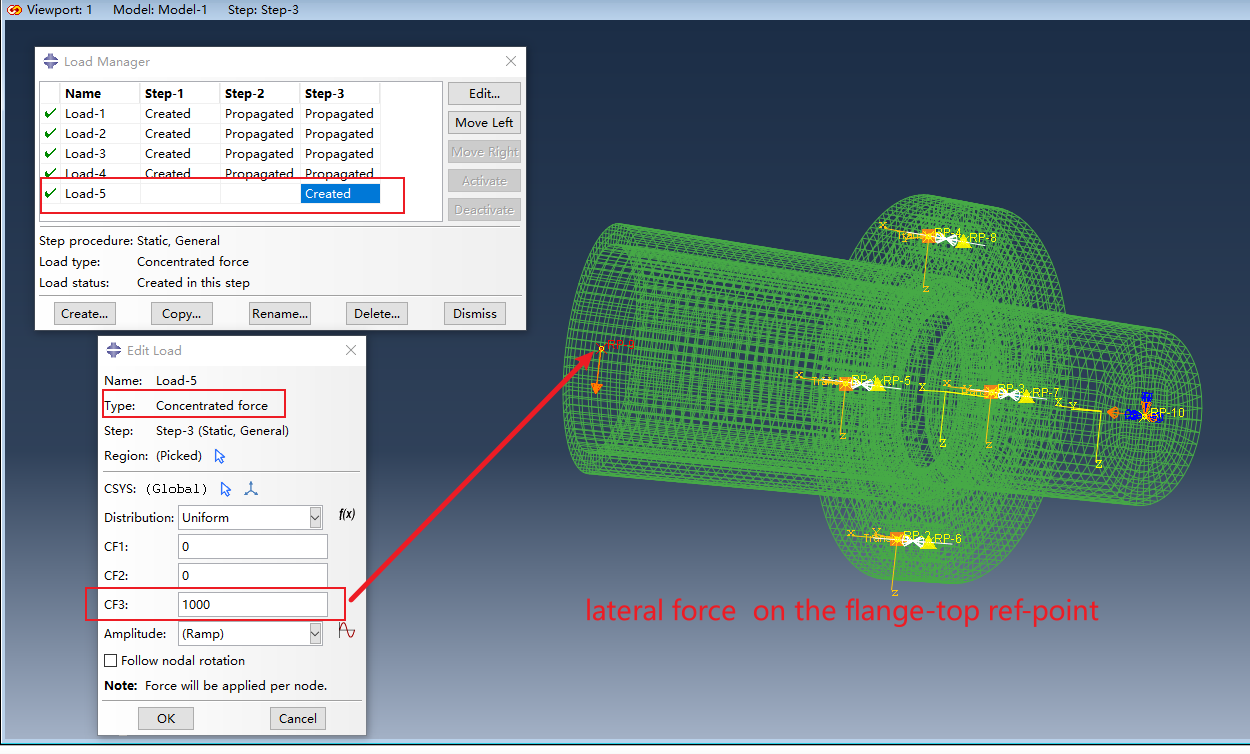 Viewport: 1 Model: Model-1 Step: Step-3
Load Manager
Name Step-1 Step-2 Step-3
Load-1 Created Propagated Propagated
Load-2 Created Propagated Propagated
Load-3 Created Propagated Propagated
Load-4 Created Propagated Propagated
Load-5 Created
Edit...
Move Left
Move Right
Activate
Deactivate
Step procedure: Static, General
Load type: Concentrated force
Load status: Created in this step
Create... Copy... Rename... Delete... Dismiss
Edit Load
Name: Load-5
Type: Concentrated force
Step: Step-3 (Static, General)
Region: (Picked)
CSYS: (Global)
Distribution: Uniform f(x)
CF1: 0
CF2: 0
CF3: 1000
Amplitude: (Ramp)
Follow nodal rotation
Note: Force will be applied per node.
OK Cancel
X RP-4 RP-8
Z
X RP-1 RP-5
Z
X X RP-3 RP-7
Z Z
X Y RP-10
Z
X X RP-2 RP-6
Z
lateral force on the flange-top ref-point